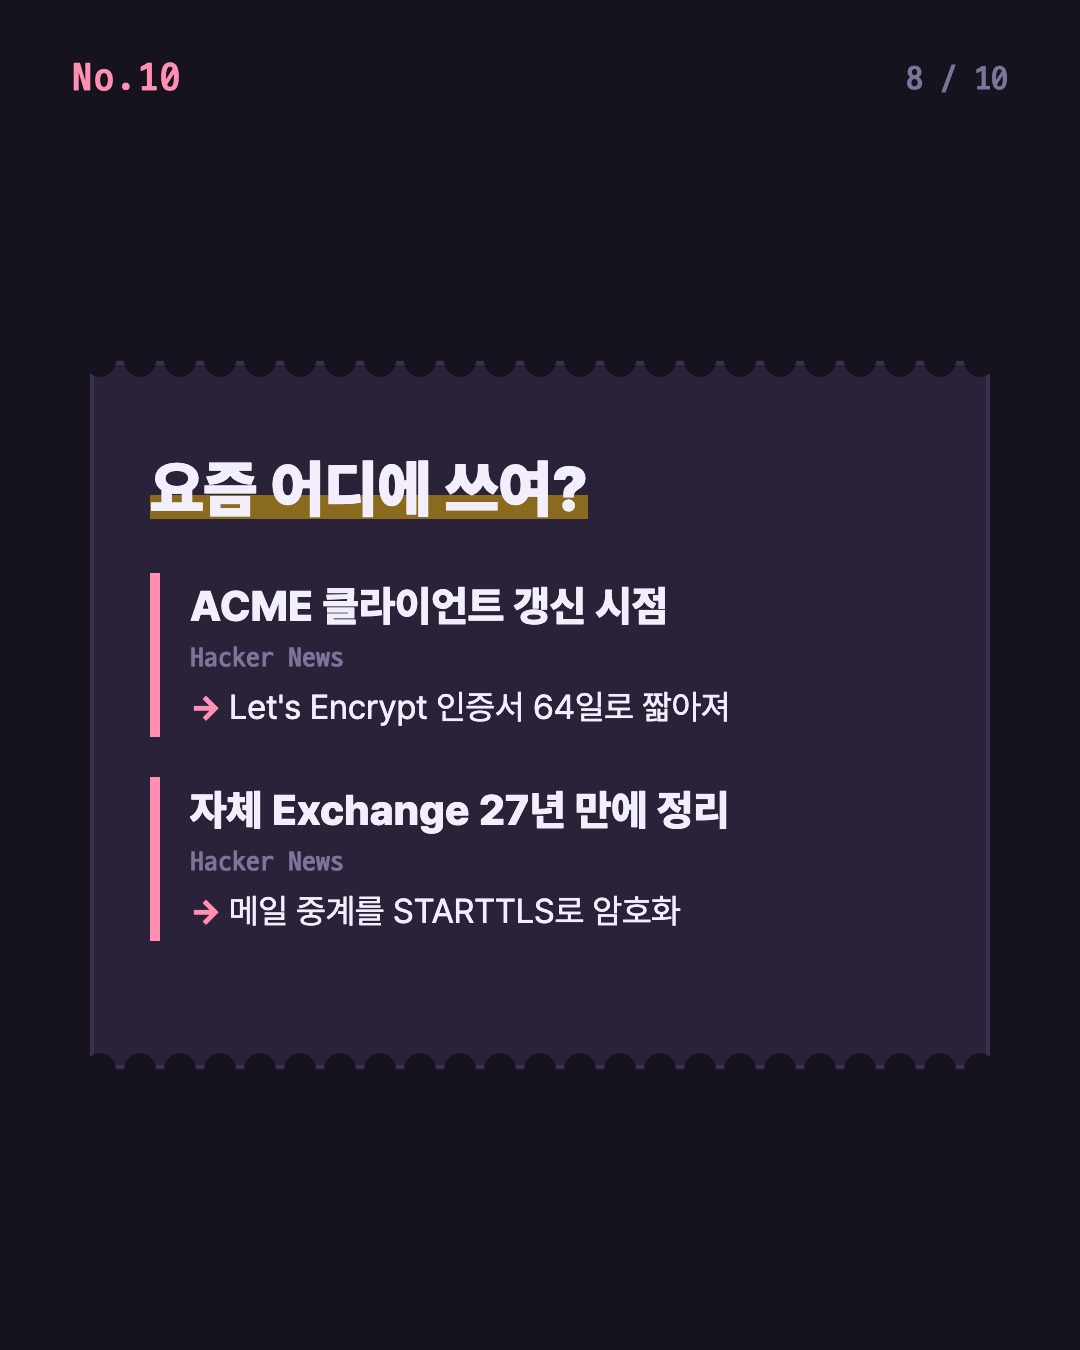 No.10
8 / 10
요즘 어디에 쓰여?
ACME 클라이언트 갱신 시점
Hacker News
→ Let's Encrypt 인증서 64일로 짧아져
자체 Exchange 27년 만에 정리
Hacker News
→ 메일 중계를 STARTTLS로 암호화